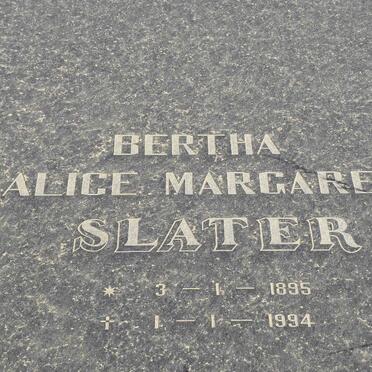 BERTHA
ALICE MARGARE
SLATER
* 3 – 1 – 1895
† 1 – 1 – 1994